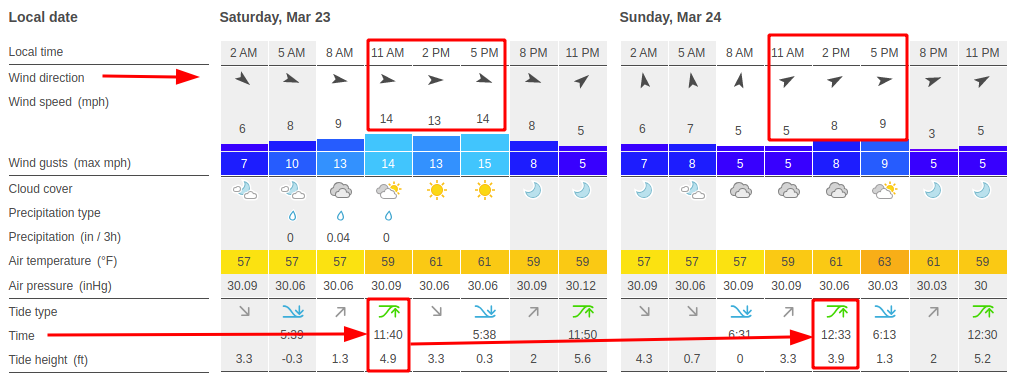 Local date Saturday, Mar 23 Sunday, Mar 24
Local time 2 AM 5 AM 8 AM 11 AM 2 PM 5 PM 8 PM 11 PM 2 AM 5 AM 8 AM 11 AM 2 PM 5 PM 8 PM 11 PM
Wind direction
Wind speed (mph) 6 8 9 14 13 14 8 5 6 7 5 5 8 9 3 5
Wind gusts (max mph) 7 10 13 14 13 15 8 5 7 8 5 5 8 9 5 5
Cloud cover
Precipitation type
Precipitation (in / 3h) 0 0.04 0
Air temperature (°F) 57 57 57 59 61 61 59 59 57 57 57 59 61 63 61 59
Air pressure (inHg) 30.09 30.06 30.06 30.09 30.06 30.06 30.09 30.12 30.09 30.06 30.09 30.09 30.06 30.03 30.03 30
Tide type
Time 5:39 11:40 5:38 11:50 6:31 12:33 6:13 12:30
Tide height (ft) 3.3 -0.3 1.3 4.9 3.3 0.3 2 5.6 4.3 0.7 0 3.3 3.9 1.3 2 5.2